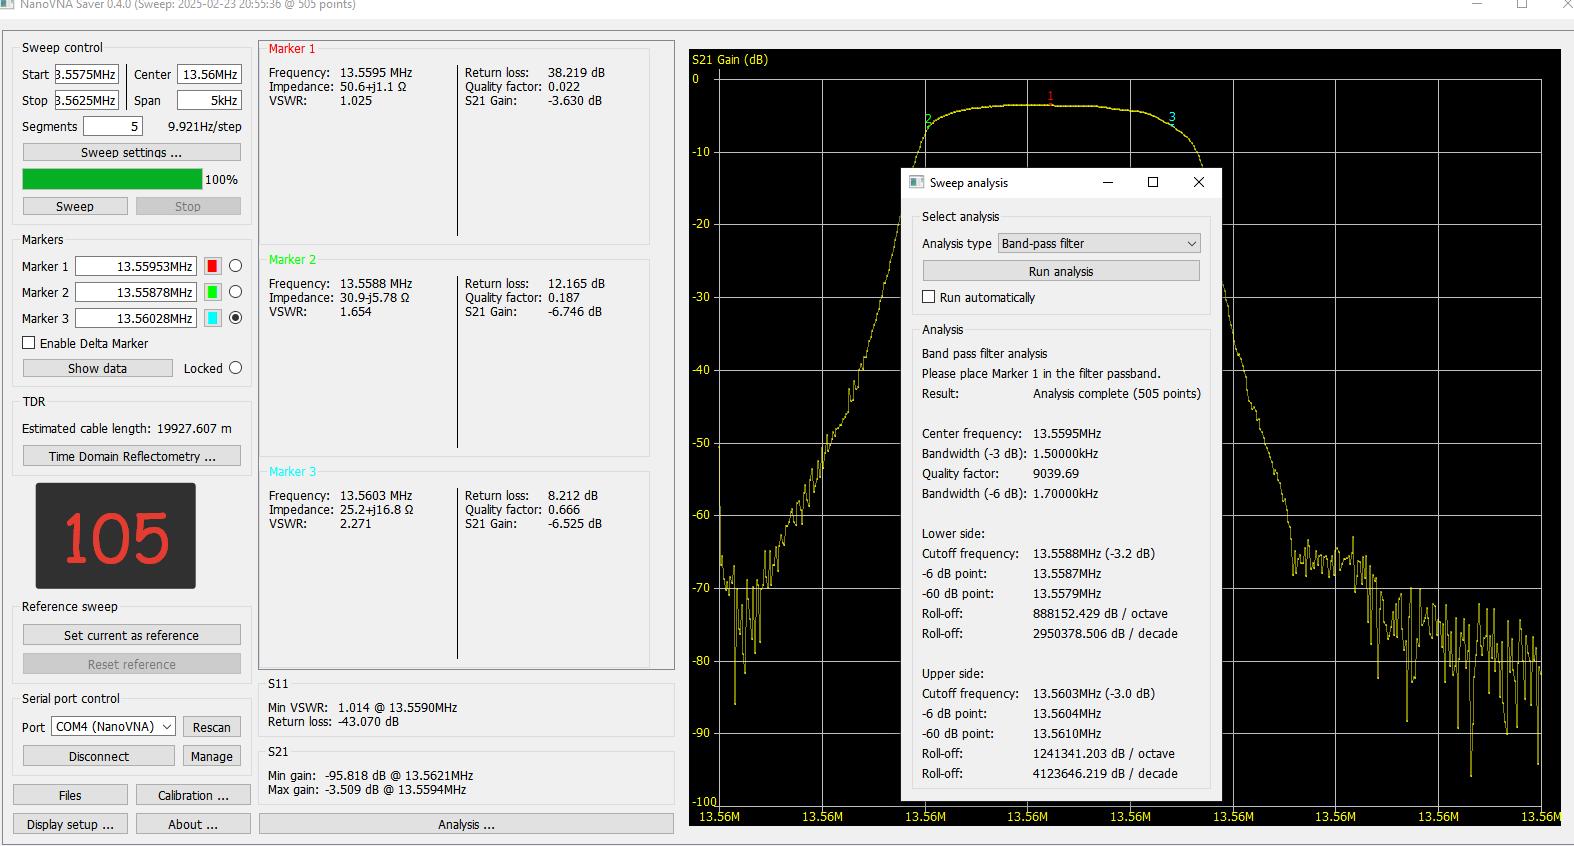 NanoVNA Saver 0.4.0 (Sweep: 2025-02-23 20:55:36 @ 505 points)
Sweep control
Start 3.5575MHz Center 13.56MHz
Stop 3.5625MHz Span 5kHz
Segments 5 9.921Hz/step
Sweep settings ...
100%
Sweep Stop
Markers
Marker 1 13.55953MHz
Marker 2 13.55878MHz
Marker 3 13.56028MHz
Enable Delta Marker
Show data Locked
TDR
Estimated cable length: 19927.607 m
Time Domain Reflectometry ...
105
Reference sweep
Set current as reference
Reset reference
Serial port control
Port COM4 (NanoVNA) Rescan
Disconnect Manage
Files Calibration ...
Display setup ... About ...
Marker 1
Frequency: 13.5595 MHz Return loss: 38.219 dB
Impedance: 50.6+j1.1 Ω Quality factor: 0.022
VSWR: 1.025 S21 Gain: -3.630 dB
Marker 2
Frequency: 13.5588 MHz Return loss: 12.165 dB
Impedance: 30.9-j5.78 Ω Quality factor: 0.187
VSWR: 1.654 S21 Gain: -6.746 dB
Marker 3
Frequency: 13.5603 MHz Return loss: 8.212 dB
Impedance: 25.2+j16.8 Ω Quality factor: 0.666
VSWR: 2.271 S21 Gain: -6.525 dB
S11
Min VSWR: 1.014 @ 13.5590MHz
Return loss: -43.070 dB
S21
Min gain: -95.818 dB @ 13.5621MHz
Max gain: -3.509 dB @ 13.5594MHz
Analysis ...
S21 Gain (dB)
0
-10
-20
-30
-40
-50
-60
-70
-80
-90
-100
1
2
3
13.56M 13.56M 13.56M 13.56M 13.56M 13.56M 13.56M 13.56M 13.56M
Sweep analysis
Select analysis
Analysis type Band-pass filter
Run analysis
Run automatically
Analysis
Band pass filter analysis
Please place Marker 1 in the filter passband.
Result: Analysis complete (505 points)
Center frequency: 13.5595MHz
Bandwidth (-3 dB): 1.50000kHz
Quality factor: 9039.69
Bandwidth (-6 dB): 1.70000kHz
Lower side:
Cutoff frequency: 13.5588MHz (-3.2 dB)
-6 dB point: 13.5587MHz
-60 dB point: 13.5579MHz
Roll-off: 888152.429 dB / octave
Roll-off: 2950378.506 dB / decade
Upper side:
Cutoff frequency: 13.5603MHz (-3.0 dB)
-6 dB point: 13.5604MHz
-60 dB point: 13.5610MHz
Roll-off: 1241341.203 dB / octave
Roll-off: 4123646.219 dB / decade